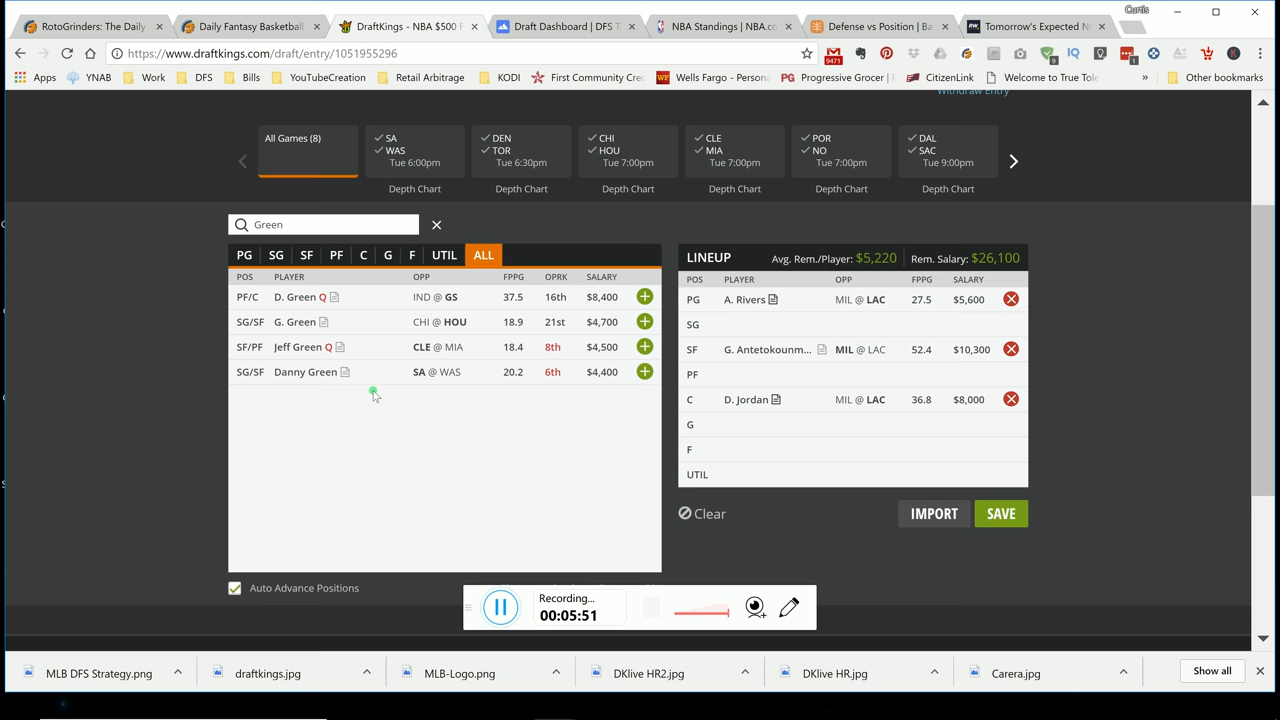 Curtis
RotoGrinders: The Daily
Daily Fantasy Basketball
DraftKings - NBA $500 F
Draft Dashboard | DFS T
NBA Standings | NBA.co
Defense vs Position | Ba
Tomorrow's Expected N
https://www.draftkings.com/draft/entry/1051955296
9471
9
1
K
Apps
YNAB
Work
DFS
Bills
YouTubeCreation
Retail Arbitrage
KODI
First Community Cre
Wells Fargo - Persona
Progressive Grocer |
CitizenLink
Welcome to True Tole
»
Other bookmarks
Withdraw Entry
All Games (8)
SA
WAS
Tue 6:00pm
DEN
TOR
Tue 6:30pm
CHI
HOU
Tue 7:00pm
CLE
MIA
Tue 7:00pm
POR
NO
Tue 7:00pm
DAL
SAC
Tue 9:00pm
Depth Chart
Depth Chart
Depth Chart
Depth Chart
Depth Chart
Depth Chart
Green
PG SG SF PF C G F UTIL ALL
POS PLAYER OPP FPPG OPRK SALARY
PF/C D. Green Q IND @ GS 37.5 16th $8,400
SG/SF G. Green CHI @ HOU 18.9 21st $4,700
SF/PF Jeff Green Q CLE @ MIA 18.4 8th $4,500
SG/SF Danny Green SA @ WAS 20.2 6th $4,400
Auto Advance Positions
LINEUP Avg. Rem./Player: $5,220 Rem. Salary: $26,100
POS PLAYER OPP FPPG SALARY
PG A. Rivers MIL @ LAC 27.5 $5,600
SG
SF G. Antetokounm... MIL @ LAC 52.4 $10,300
PF
C D. Jordan MIL @ LAC 36.8 $8,000
G
F
UTIL
Clear
IMPORT
SAVE
Recording...
00:05:51
MLB DFS Strategy.png
draftkings.jpg
MLB-Logo.png
DKlive HR2.jpg
DKlive HR.jpg
Carera.jpg
Show all